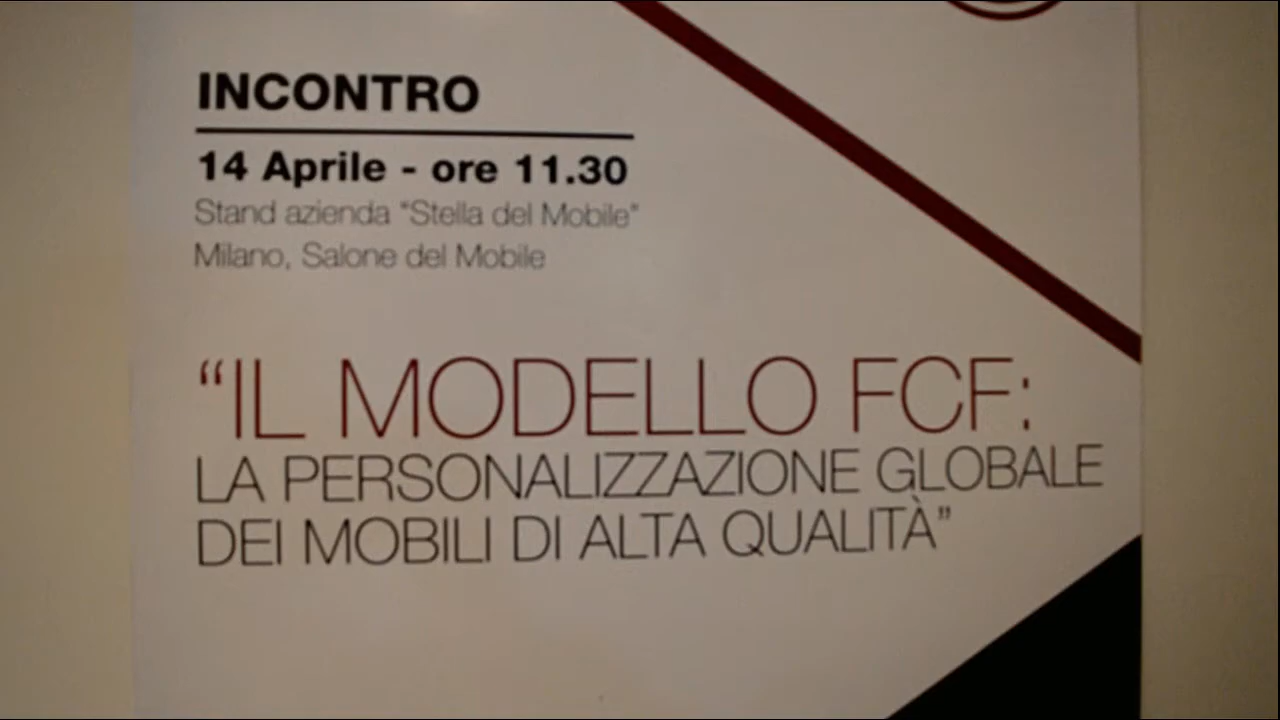 INCONTRO
14 Aprile - ore 11.30
Stand azienda "Stella del Mobile"
Milano, Salone del Mobile
“IL MODELLO FCF:
LA PERSONALIZZAZIONE GLOBALE
DEI MOBILI DI ALTA QUALITÀ”